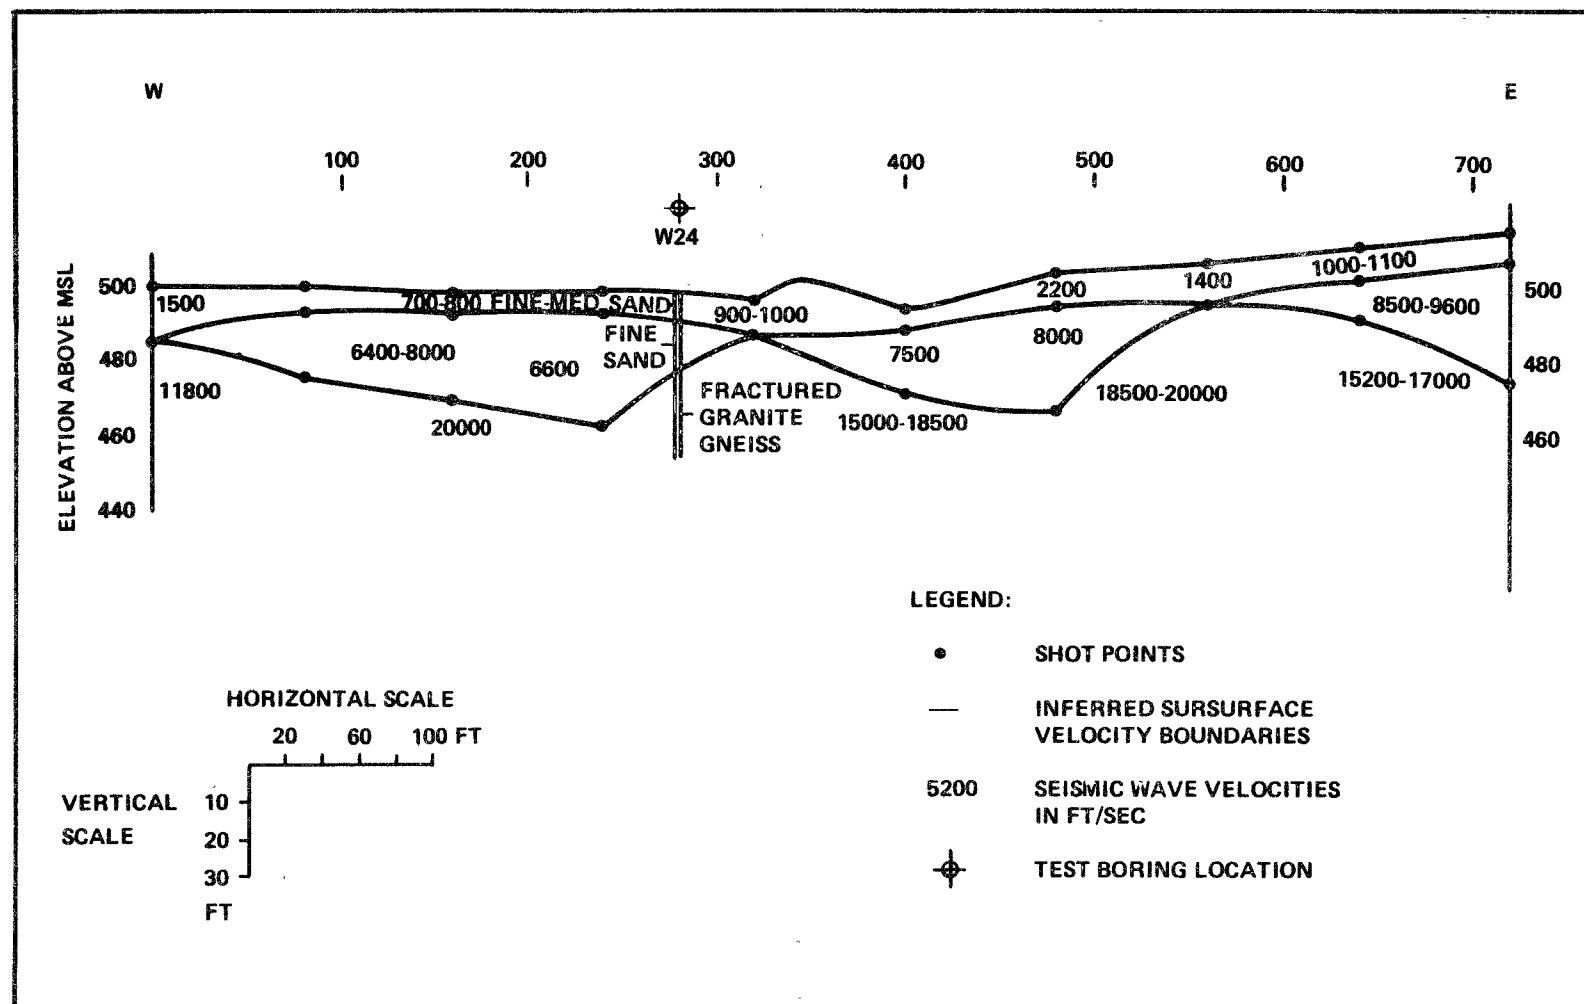 W
E
100 200 300 400 500 600 700
W24
ELEVATION ABOVE MSL
500
480
460
440
500
480
460
1500
700-800 FINE-MED SAND
900-1000
2200
1400
1000-1100
FINE
SAND
6400-8000
6600
7500
8000
8500-9600
11800
20000
FRACTURED
GRANITE
GNEISS
15000-18500
18500-20000
15200-17000
LEGEND:
SHOT POINTS
INFERRED SURSURFACE
VELOCITY BOUNDARIES
5200 SEISMIC WAVE VELOCITIES
IN FT/SEC
TEST BORING LOCATION
HORIZONTAL SCALE
20 60 100 FT
VERTICAL
SCALE
10
20
30
FT